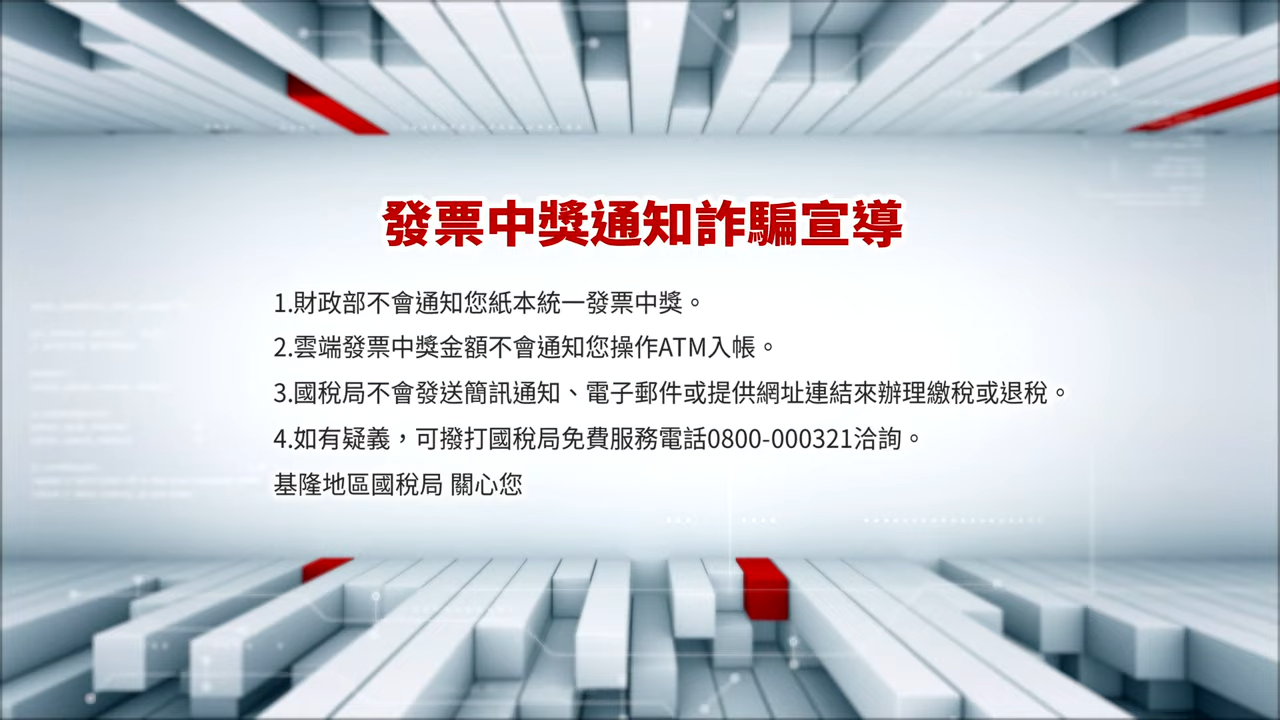 發票中獎通知詐騙宣導
1.財政部不會通知您紙本統一發票中獎。
2.雲端發票中獎金額不會通知您操作ATM入帳。
3.國稅局不會發送簡訊通知、電子郵件或提供網址連結來辦理繳稅或退稅。
4.如有疑義，可撥打國稅局免費服務電話0800-000321洽詢。
基隆地區國稅局 關心您